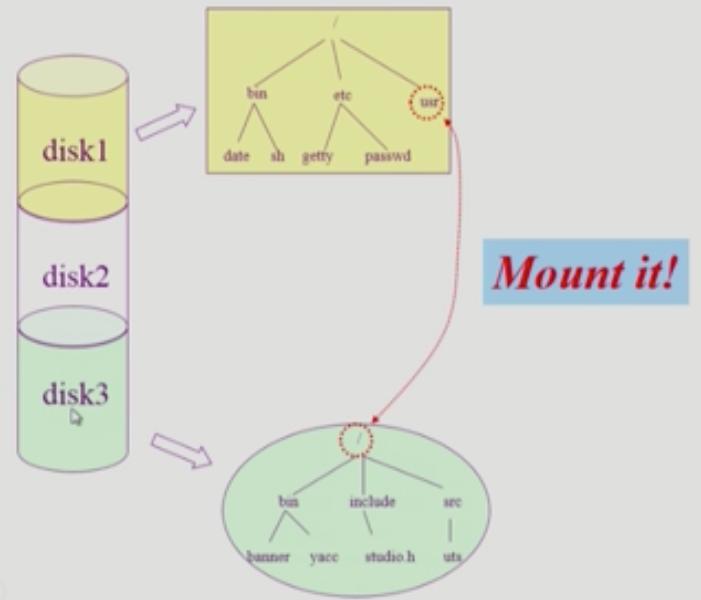 /
bin etc usr
date sh getty passwd
disk1
disk2
disk3
Mount it!
/
bin include src
banner yacc studio.h uts